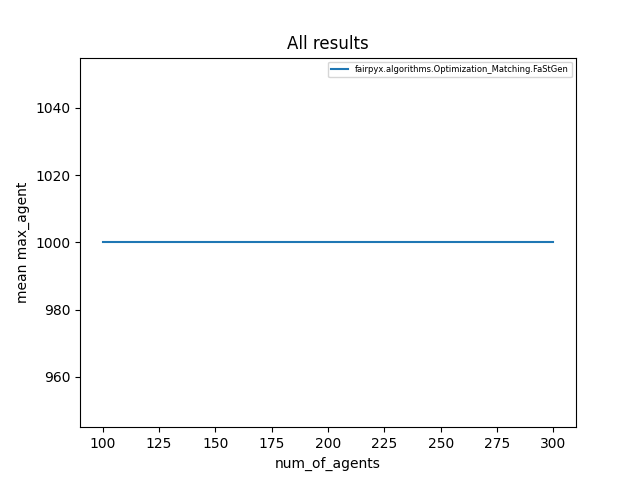 All results
fairpyx.algorithms.Optimization_Matching.FaStGen
mean max_agent
1040
1020
1000
980
960
100 125 150 175 200 225 250 275 300
num_of_agents